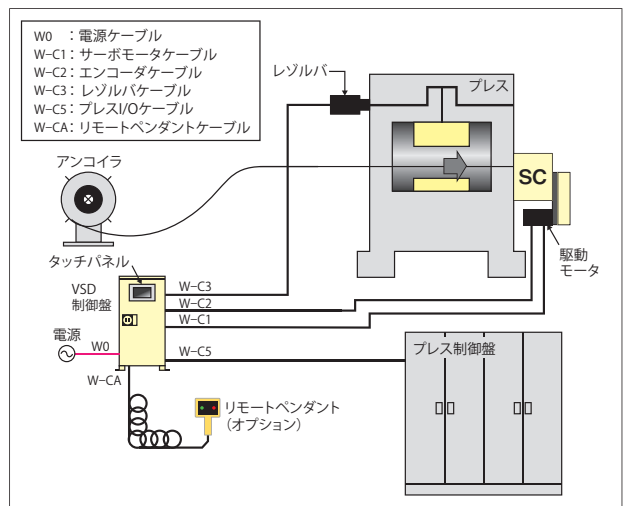 W0 ：電源ケーブル
W−C1：サーボモータケーブル
W−C2：エンコーダケーブル
W−C3：レゾルバケーブル
W−C5：プレスI/Oケーブル
W−CA：リモートペンダントケーブル
レゾルバ
プレス
アンコイラ
SC
駆動
モータ
タッチパネル
VSD
制御盤
W−C3
W−C2
W−C1
電源
W0
W−C5
プレス制御盤
W−CA
リモートペンダント
（オプション）